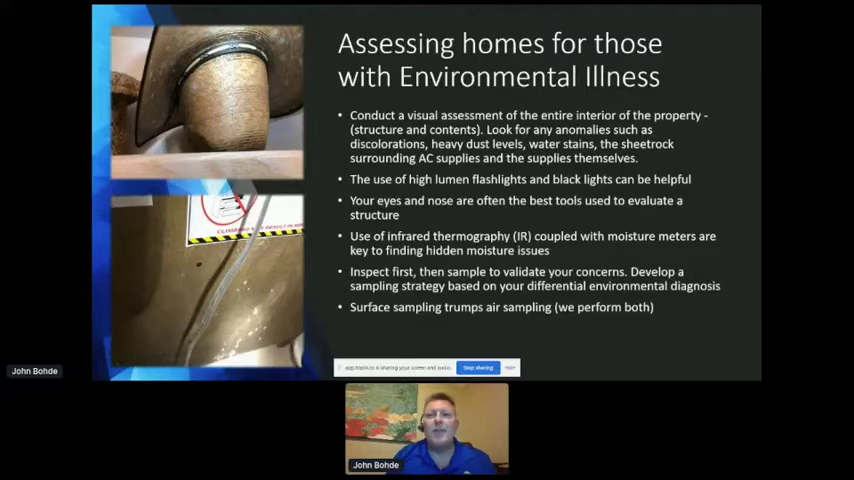 Assessing homes for those
with Environmental Illness
• Conduct a visual assessment of the entire interior of the property -
(structure and contents). Look for any anomalies such as
discolorations, heavy dust levels, water stains, the sheetrock
surrounding AC supplies and the supplies themselves.
• The use of high lumen flashlights and black lights can be helpful
• Your eyes and nose are often the best tools used to evaluate a
structure
• Use of infrared thermography (IR) coupled with moisture meters are
key to finding hidden moisture issues
• Inspect first, then sample to validate your concerns. Develop a
sampling strategy based on your differential environmental diagnosis
• Surface sampling trumps air sampling (we perform both)
is sharing your screen and audio.
Stop sharing
Hide
John Bohde
John Bohde